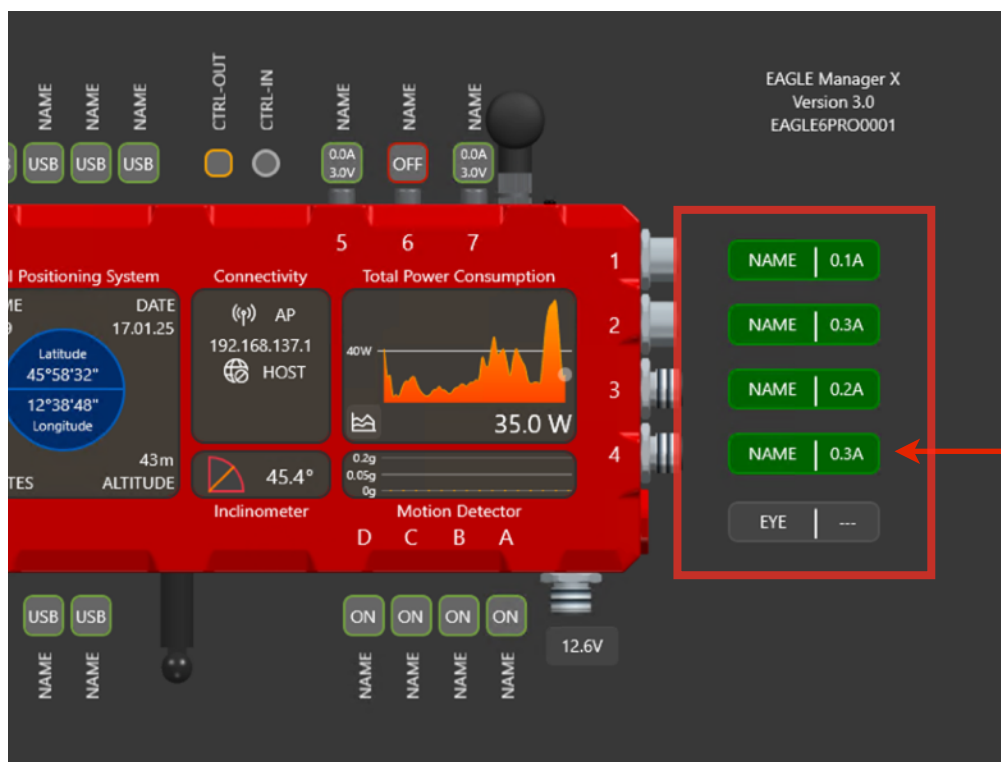 EAGLE Manager X
Version 3.0
EAGLE6PRO0001
NAME
NAME
NAME
CTRL-OUT
CTRL-IN
NAME
NAME
NAME
USB
USB
USB
0.0A
3.0V
OFF
0.0A
3.0V
5 6 7
Positioning System
DATE
17.01.25
Latitude
45°58'32"
12°38'48"
Longitude
43m
ALTITUDE
Connectivity
AP
192.168.137.1
HOST
45.4°
Inclinometer
Total Power Consumption
40W
35.0 W
0.2g
0.05g
0g
Motion Detector
D C B A
1
2
3
4
NAME 0.1A
NAME 0.3A
NAME 0.2A
NAME 0.3A
EYE ---
USB
USB
NAME
NAME
ON
ON
ON
ON
NAME
NAME
NAME
NAME
12.6V